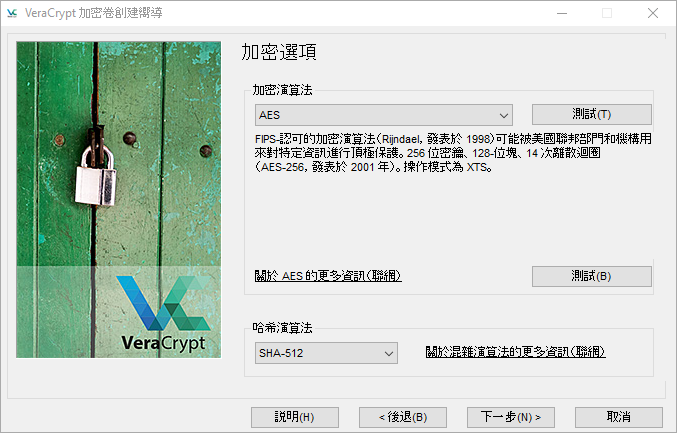 VeraCrypt 加密卷創建嚮導
加密選項
加密演算法
AES
測試(T)
FIPS-認可的加密演算法(Rijndael, 發表於 1998)可能被美國聯邦部門和機構用
來對特定資訊進行頂極保護。256 位密鑰、128-位塊、14 次離散迴圈
(AES-256, 發表於 2001 年)。操作模式為 XTS。
關於 AES 的更多資訊(聯網)
測試(B)
VeraCrypt
哈希演算法
SHA-512
關於混雜演算法的更多資訊(聯網)
說明(H)
< 後退(B)
下一步(N) >
取消